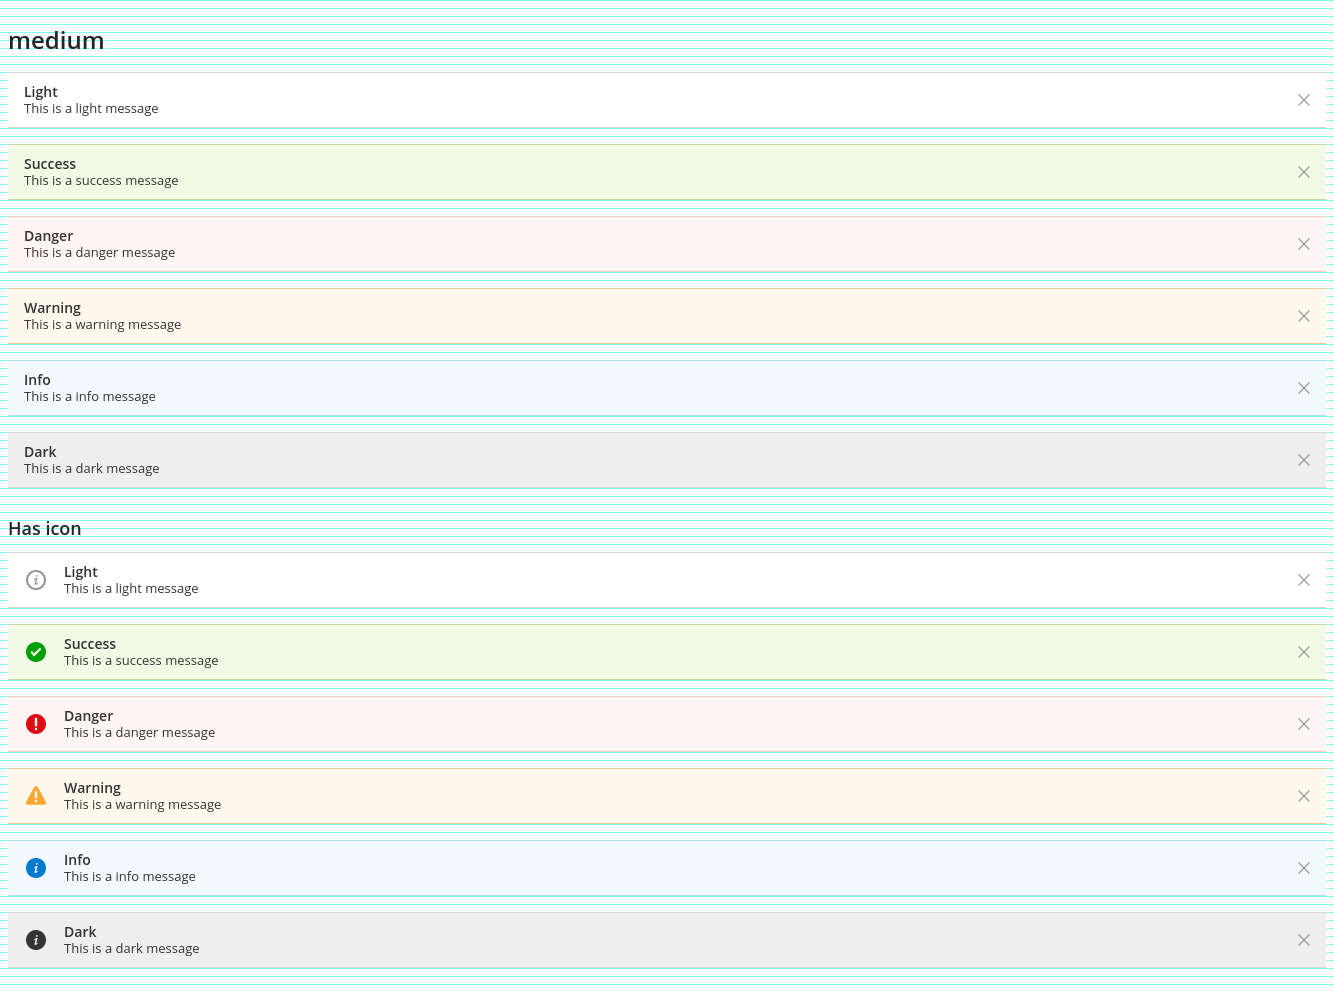 medium
Light
This is a light message
Success
This is a success message
Danger
This is a danger message
Warning
This is a warning message
Info
This is a info message
Dark
This is a dark message
Has icon
Light
This is a light message
Success
This is a success message
Danger
This is a danger message
Warning
This is a warning message
Info
This is a info message
Dark
This is a dark message